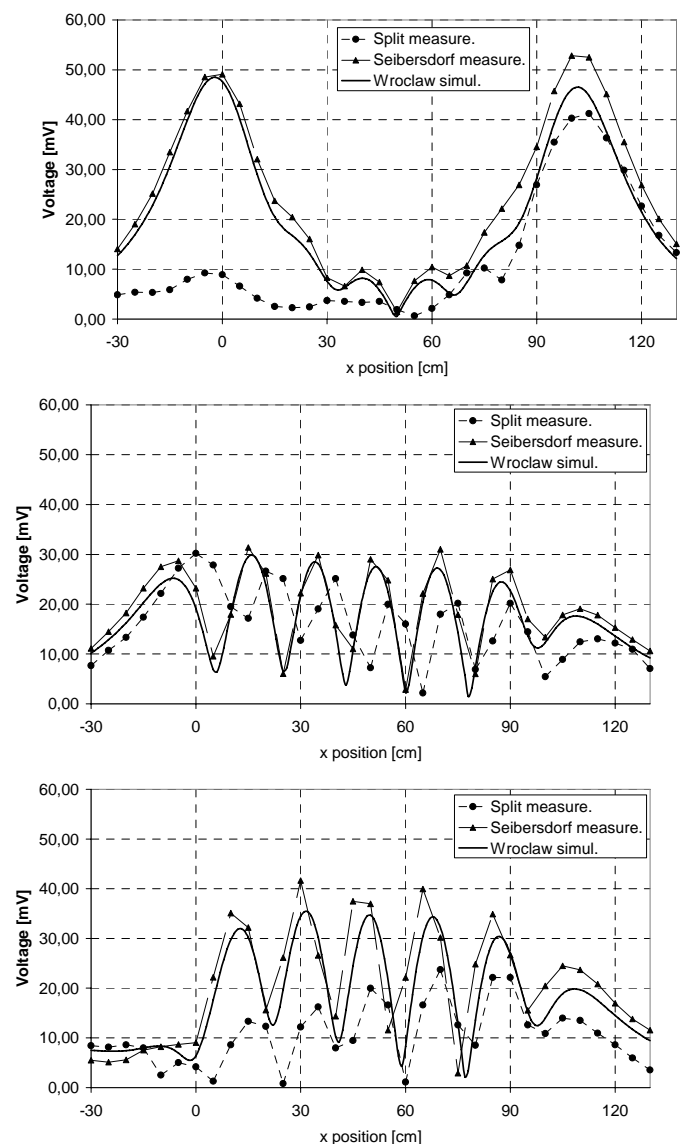 60,00
50,00
40,00
30,00
20,00
10,00
0,00
Voltage [mV]
Split measure.
Seibersdorf measure.
Wroclaw simul.
-30 0 30 60 90 120
x position [cm]
60,00
50,00
40,00
30,00
20,00
10,00
0,00
Voltage [mV]
Split measure.
Seibersdorf measure.
Wroclaw simul.
-30 0 30 60 90 120
x position [cm]
60,00
50,00
40,00
30,00
20,00
10,00
0,00
Voltage [mV]
Split measure.
Seibersdorf measure.
Wroclaw simul.
-30 0 30 60 90 120
x position [cm]